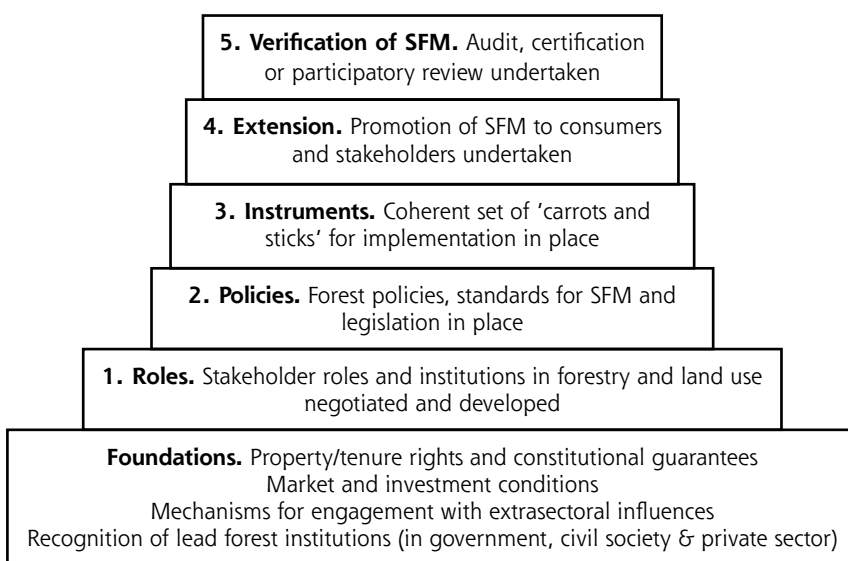 5. Verification of SFM. Audit, certification
or participatory review undertaken
4. Extension. Promotion of SFM to consumers
and stakeholders undertaken
3. Instruments. Coherent set of ‘carrots and
sticks’ for implementation in place
2. Policies. Forest policies, standards for SFM and
legislation in place
1. Roles. Stakeholder roles and institutions in forestry and land use
negotiated and developed
Foundations. Property/tenure rights and constitutional guarantees
Market and investment conditions
Mechanisms for engagement with extrasectoral influences
Recognition of lead forest institutions (in government, civil society & private sector)